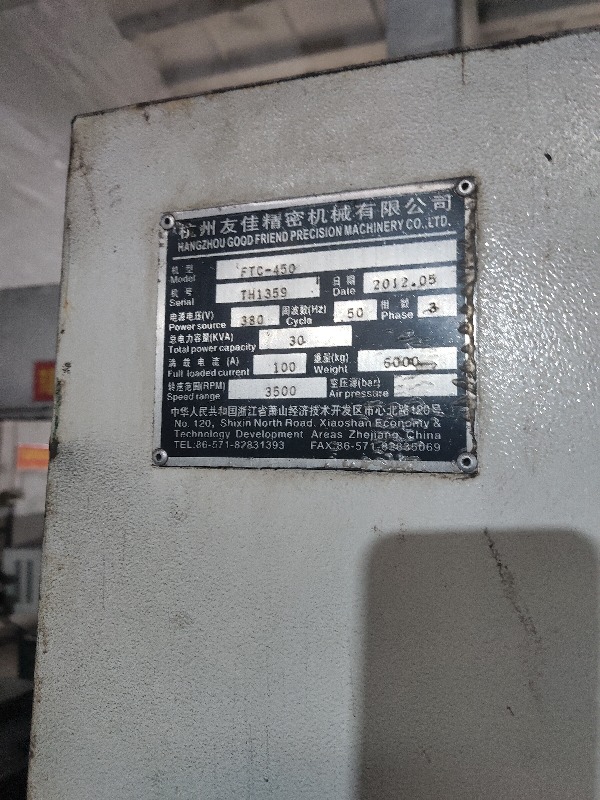 杭州友佳精密机械有限公司
HANGZHOU GOOD FRIEND PRECISION MACHINERY CO.,LTD.
机型 Model FTC-450
机号 Serial TH1359 日期 Date 2012.05
电源电压(V) Power source 380 周波数(Hz) Cycla 50 相数 Phase 3
总电力容量(KVA) Total power capacity 30
满载电流(A) Full loaded current 100 重量(kg) Weight 6000
转速范围(RPM) Speed range 3500 空压源(bar) Air pressure
中华人民共和国浙江省萧山经济技术开发区市心北路120号
No. 120, Shixin North Road, Xiaoshan Economy &
Technology Development Areas Zhejiang, China
TEL:86-571-82831393 FAX:86-571-82835069